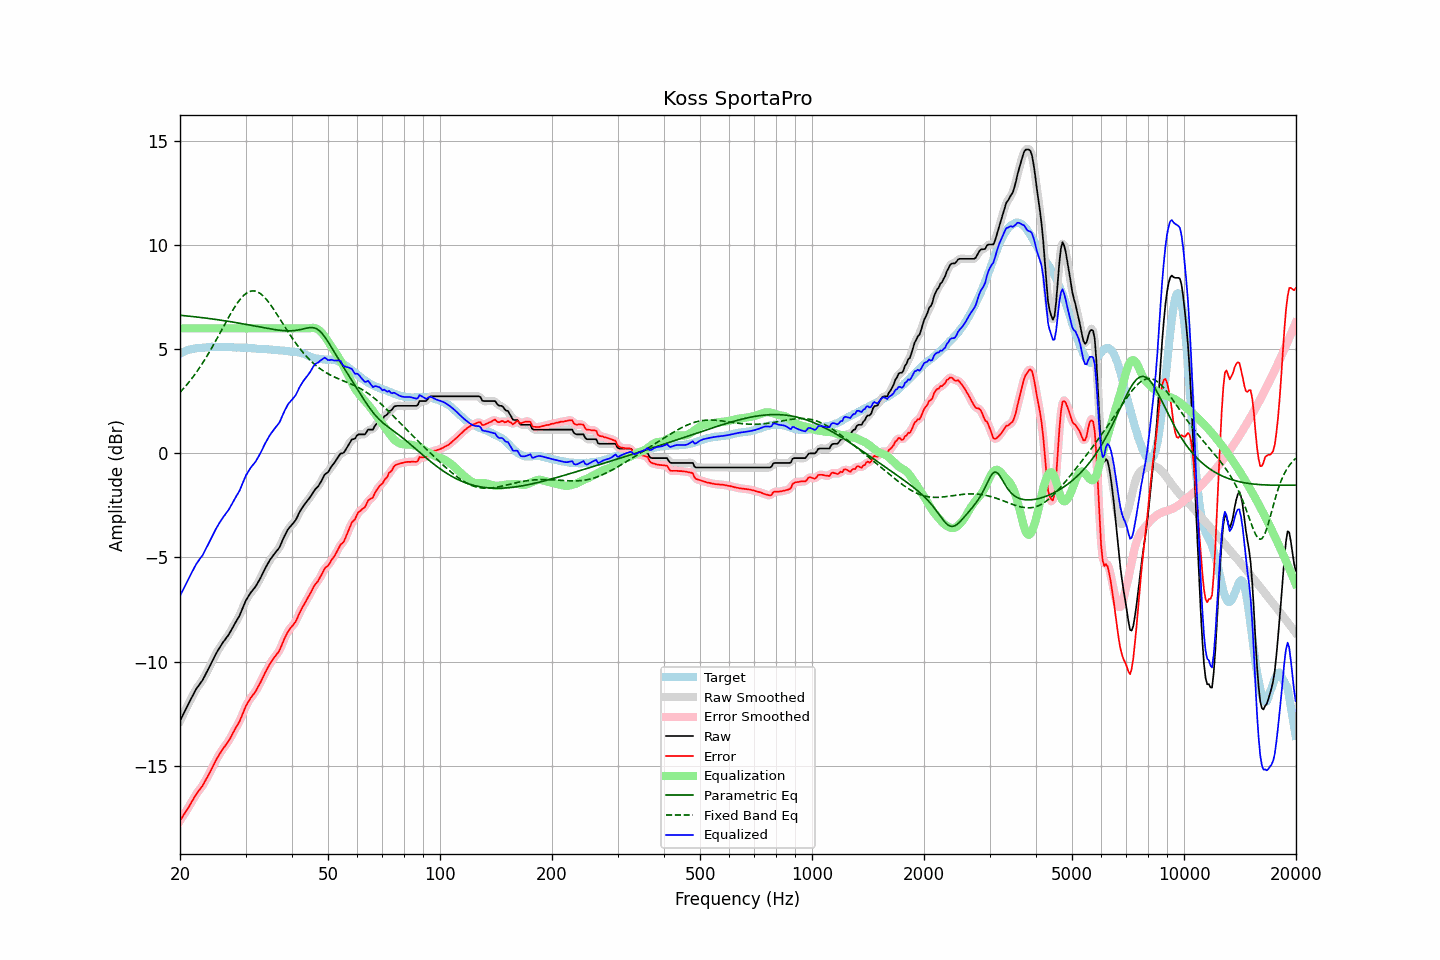 Koss SportaPro
Amplitude (dBr)
15
10
5
0
−5
−10
−15
Target
Raw Smoothed
Error Smoothed
Raw
Error
Equalization
Parametric Eq
Fixed Band Eq
Equalized
20 50 100 200 500 1000 2000 5000 10000 20000
Frequency (Hz)